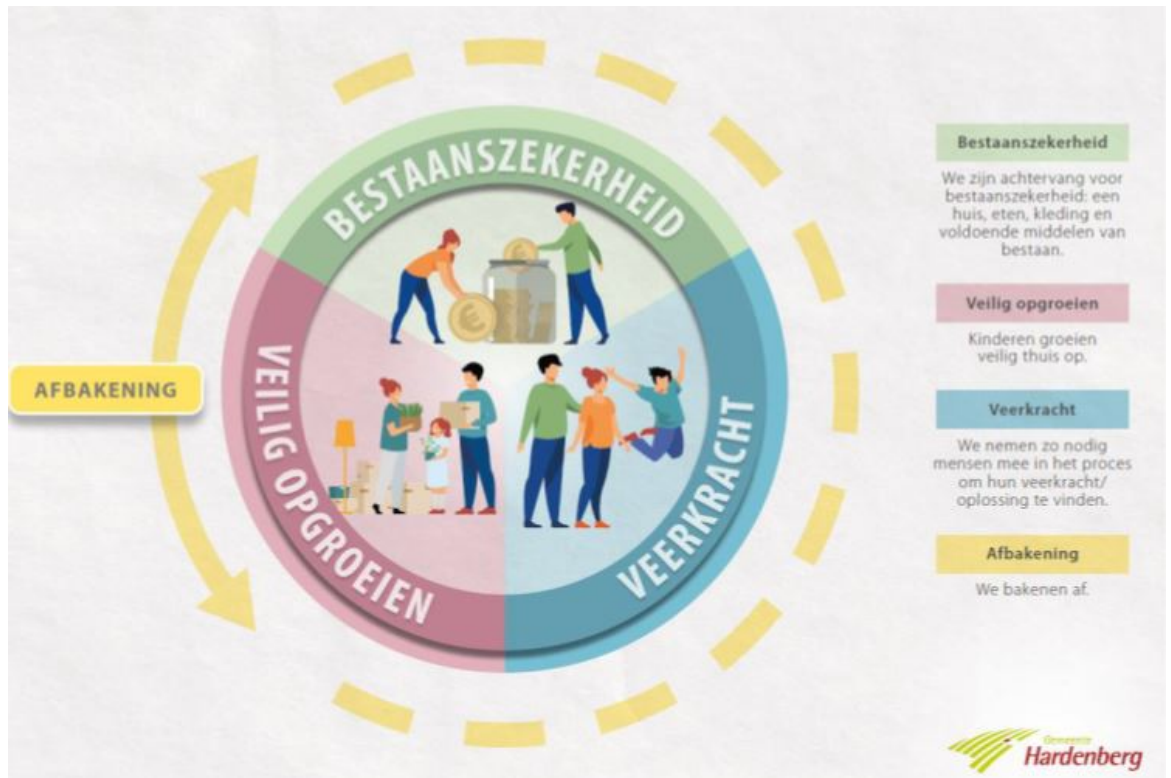 BESTAANSZEKERHEID
VEILIG OPGROEIEN
VEERKRACHT
AFBAKENING
Bestaanszekerheid
We zijn achtervang voor
bestaanszekerheid: een
huis, eten, kleding en
voldoende middelen van
bestaan.
Veilig opgroeien
Kinderen groeien
veilig thuis op.
Veerkracht
We nemen zo nodig
mensen mee in het proces
om hun veerkracht/
oplossing te vinden.
Afbakening
We bakenen af.
Gemeente
Hardenberg